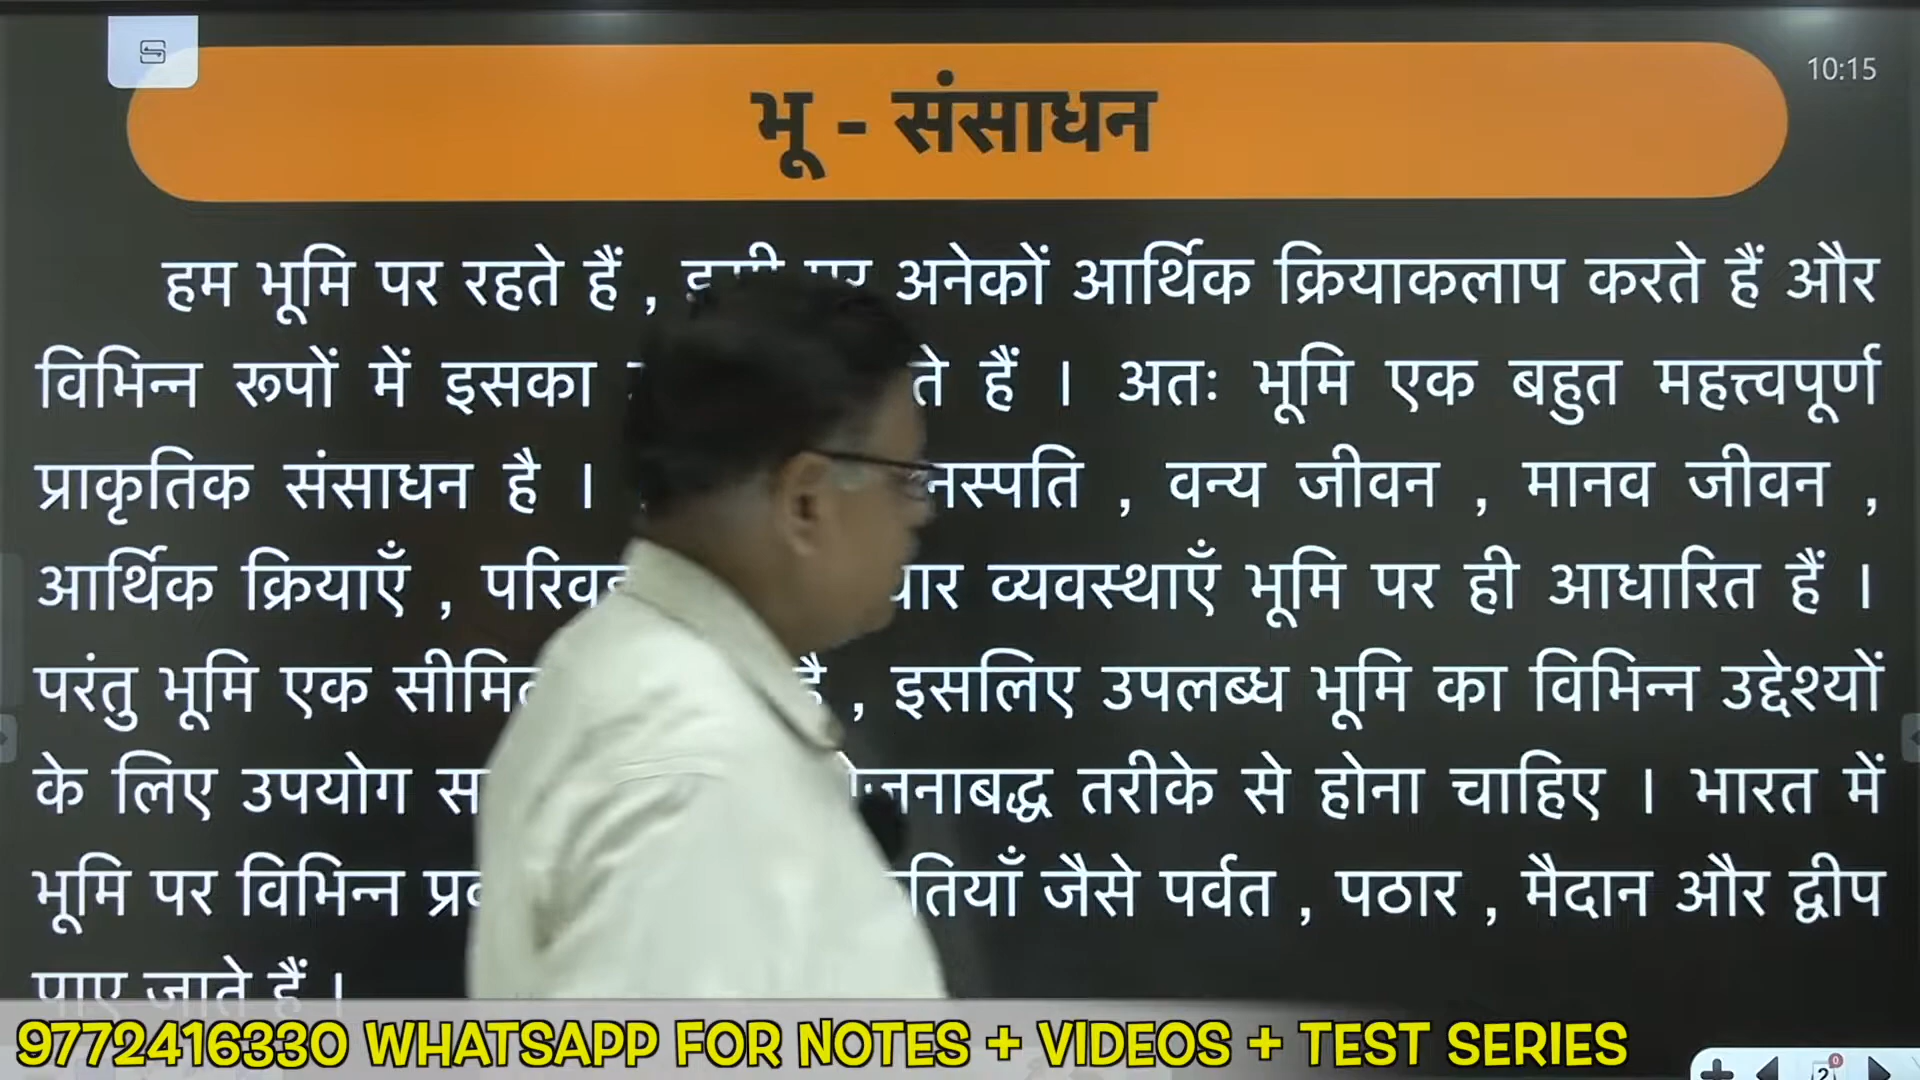 भू - संसाधन
10:15
हम भूमि पर रहते हैं , अनेकों आर्थिक क्रियाकलाप करते हैं और
विभिन्न रूपों में इसका हैं । अतः भूमि एक बहुत महत्त्वपूर्ण
प्राकृतिक संसाधन है । , वन्य जीवन , मानव जीवन ,
आर्थिक क्रियाएँ , व्यवस्थाएँ भूमि पर ही आधारित हैं ।
परंतु भूमि एक है , इसलिए उपलब्ध भूमि का विभिन्न उद्देश्यों
के लिए उपयोग तरीके से होना चाहिए । भारत में
भूमि पर विभिन्न जैसे पर्वत , पठार , मैदान और द्वीप
पाए जाते हैं ।
9772416330 WHATSAPP FOR NOTES + VIDEOS + TEST SERIES
2